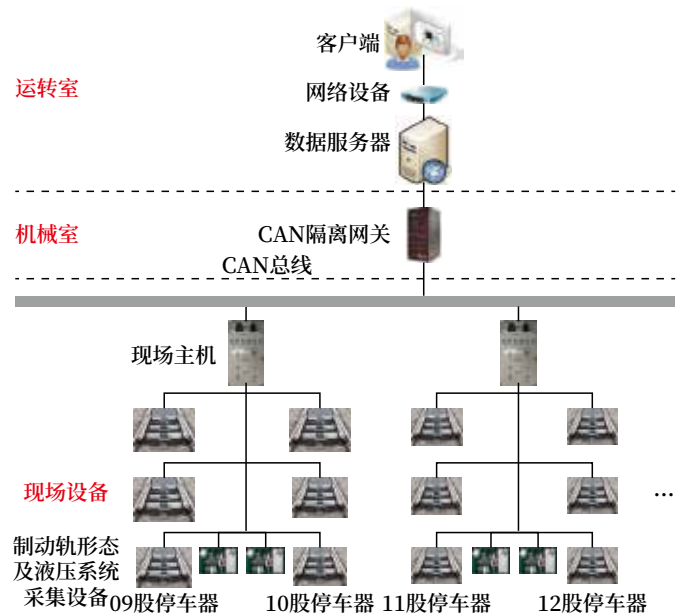 客户端
运转室
网络设备
数据服务器
机械室
CAN隔离网关
CAN总线
现场主机
现场设备
...
制动轨形态
及液压系统
采集设备
09股停车器
10股停车器
11股停车器
12股停车器